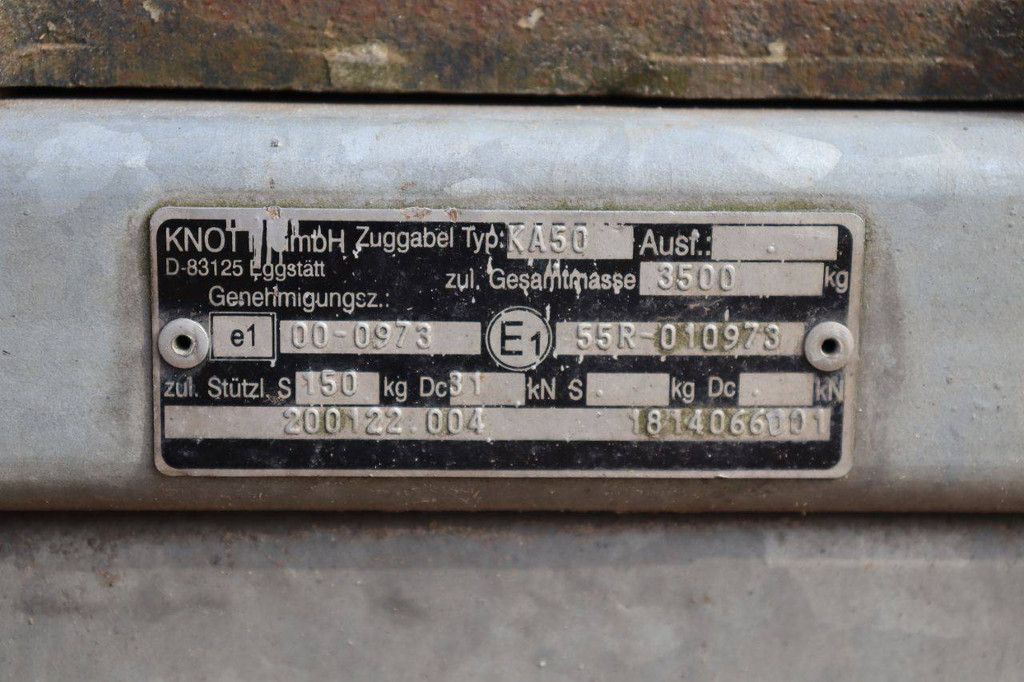 KNOTT GmbH Zuggabel Typ: KA50 Ausf.: .
D-83125 Eggstätt zul. Gesamtmasse 3500 kg
Genehmigungsz.:
e1 00-0973 E1 55R-010973
zul. Stützl. S 150 kg Dc 31 kN S . kg Dc . kN
200122.004 1814066001